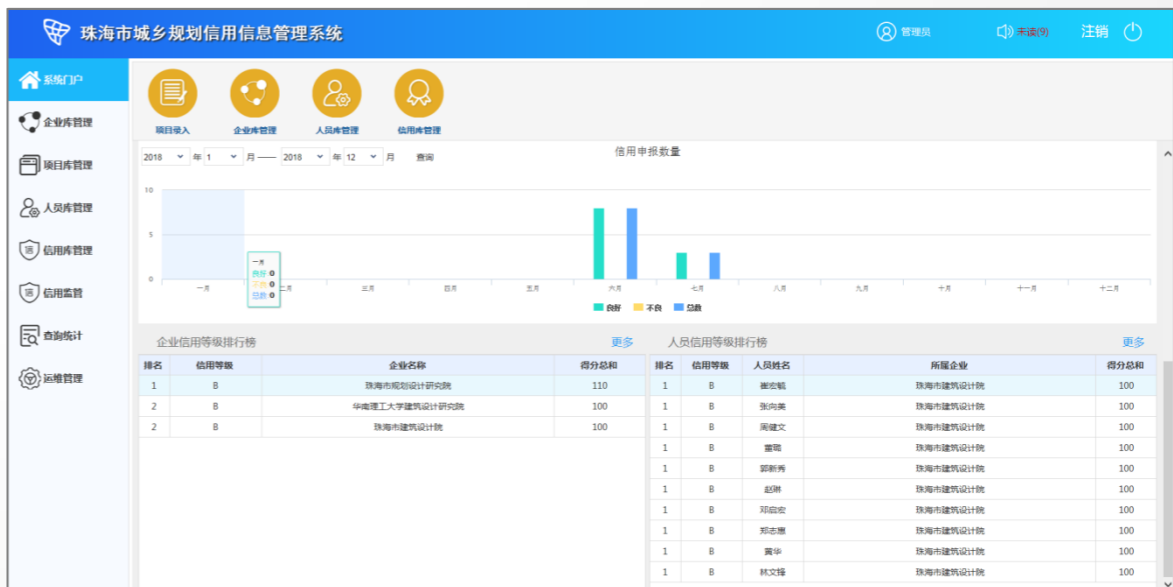 珠海市城乡规划信用信息管理系统
管理员
未读(9)
注销
系统门户
企业库管理
项目库管理
人员库管理
信用库管理
信用监管
查询统计
运维管理
项目录入 企业库管理 人员库管理 信用库管理
2018 年 1 月 —— 2018 年 12 月 查询
信用申报数量
10
5
0
一月
良好: 0
不良: 0
总数: 0
一月 二月 三月 四月 五月 六月 七月 八月 九月 十月 十一月 十二月
良好 不良 总数
企业信用等级排行榜 更多
排名 信用等级 企业名称 得分总和
1 B 珠海市规划设计研究院 110
2 B 华南理工大学建筑设计研究院 100
2 B 珠海市建筑设计院 100
人员信用等级排行榜 更多
排名 信用等级 人员姓名 所属企业 得分总和
1 B 崔宏毓 珠海市建筑设计院 100
1 B 张向美 珠海市建筑设计院 100
1 B 周健文 珠海市建筑设计院 100
1 B 董璐 珠海市建筑设计院 100
1 B 郭新秀 珠海市建筑设计院 100
1 B 赵琳 珠海市建筑设计院 100
1 B 邓启宏 珠海市建筑设计院 100
1 B 郑志惠 珠海市建筑设计院 100
1 B 黄华 珠海市建筑设计院 100
1 B 林文锋 珠海市建筑设计院 100